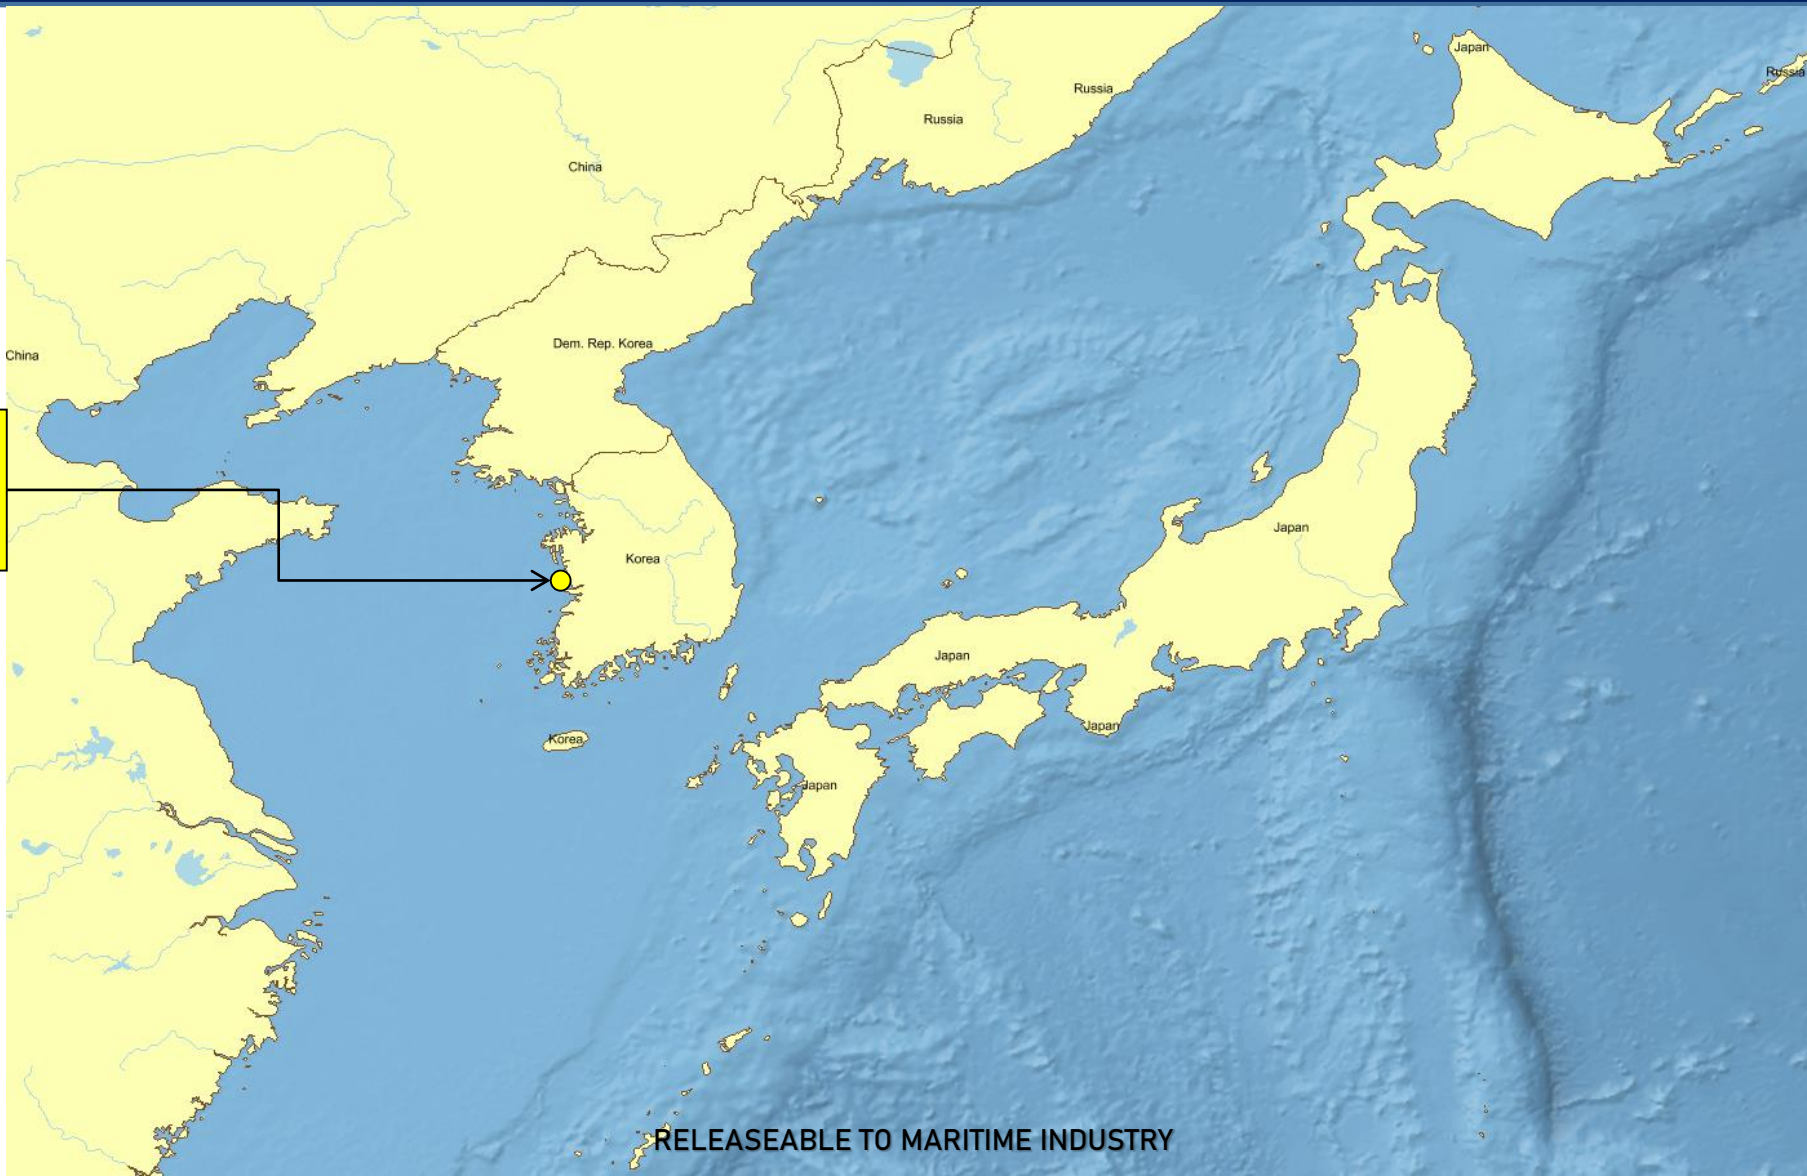 Japan
Russia
Russia
Russia
China
Dem. Rep. Korea
China
Japan
Korea
Japan
Japan
Korea
Japan
RELEASEABLE TO MARITIME INDUSTRY